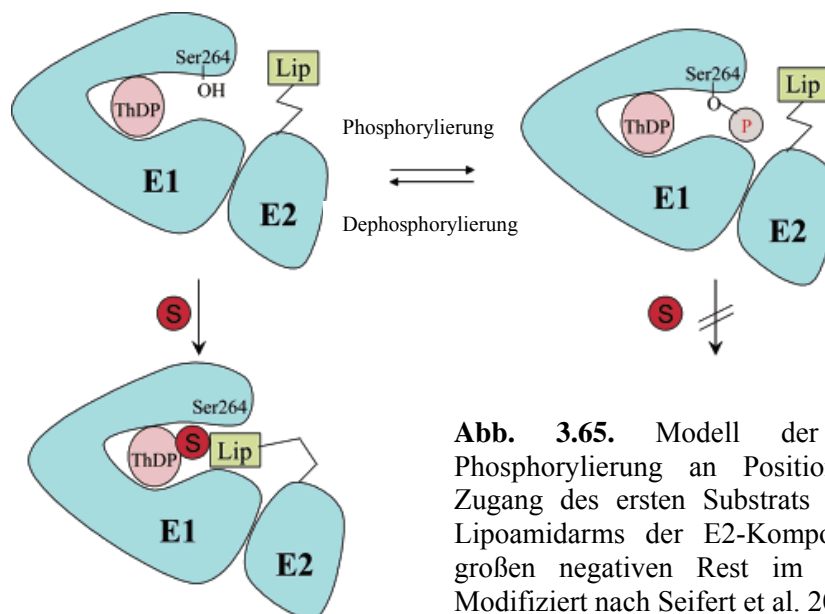 Ser264
OH
Lip
ThDP
E1
E2
Phosphorylierung
Dephosphorylierung
Ser264
O
P
Lip
ThDP
E1
E2
S
S
Ser264
ThDP
S
Lip
E1
E2
Abb. 3.65. Modell der
Phosphorylierung an Position
Zugang des ersten Substrats
Lipoamidarms der E2-Kompo
großen negativen Rest im
Modifiziert nach Seifert et al. 20